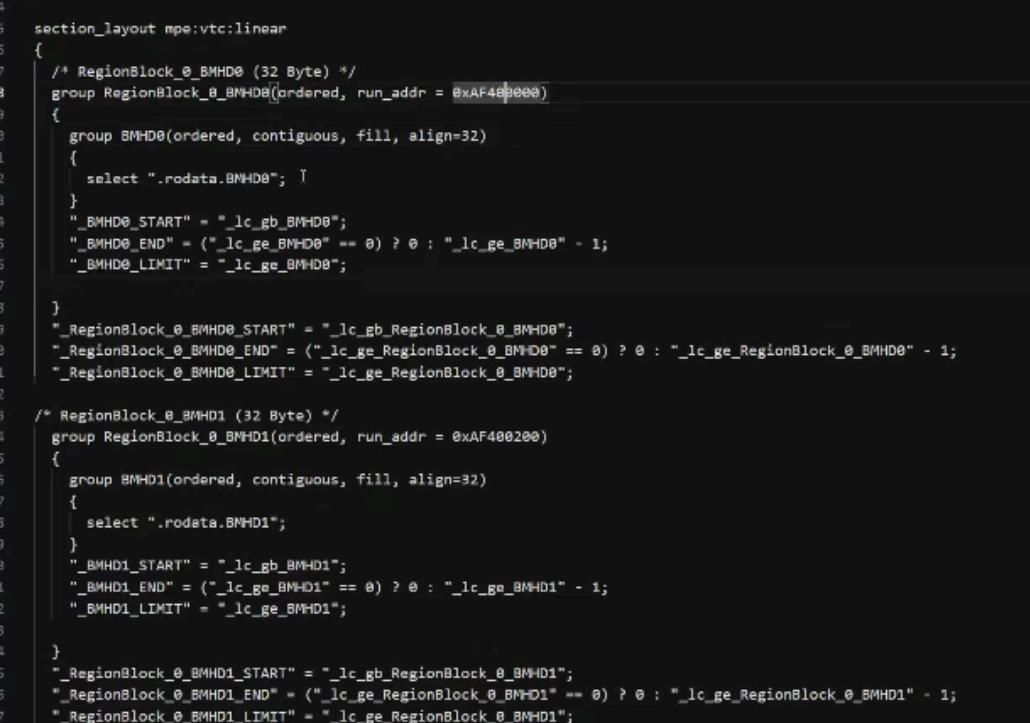 section_layout mpe:vtc:linear
{
/* RegionBlock_0_BMHD0 (32 Byte) */
group RegionBlock_0_BMHD0(ordered, run_addr = 0xAF400000)
{
group BMHD0(ordered, contiguous, fill, align=32)
{
select ".rodata.BMHD0";
}
"_BMHD0_START" = "_lc_gb_BMHD0";
"_BMHD0_END" = ("_lc_ge_BMHD0" == 0) ? 0 : "_lc_ge_BMHD0" - 1;
"_BMHD0_LIMIT" = "_lc_ge_BMHD0";
}
"_RegionBlock_0_BMHD0_START" = "_lc_gb_RegionBlock_0_BMHD0";
"_RegionBlock_0_BMHD0_END" = ("_lc_ge_RegionBlock_0_BMHD0" == 0) ? 0 : "_lc_ge_RegionBlock_0_BMHD0" - 1;
"_RegionBlock_0_BMHD0_LIMIT" = "_lc_ge_RegionBlock_0_BMHD0";
/* RegionBlock_0_BMHD1 (32 Byte) */
group RegionBlock_0_BMHD1(ordered, run_addr = 0xAF400200)
{
group BMHD1(ordered, contiguous, fill, align=32)
{
select ".rodata.BMHD1";
}
"_BMHD1_START" = "_lc_gb_BMHD1";
"_BMHD1_END" = ("_lc_ge_BMHD1" == 0) ? 0 : "_lc_ge_BMHD1" - 1;
"_BMHD1_LIMIT" = "_lc_ge_BMHD1";
}
"_RegionBlock_0_BMHD1_START" = "_lc_gb_RegionBlock_0_BMHD1";
"_RegionBlock_0_BMHD1_END" = ("_lc_ge_RegionBlock_0_BMHD1" == 0) ? 0 : "_lc_ge_RegionBlock_0_BMHD1" - 1;
"_RegionBlock_0_BMHD1_LIMIT" = "_lc_ge_RegionBlock_0_BMHD1";